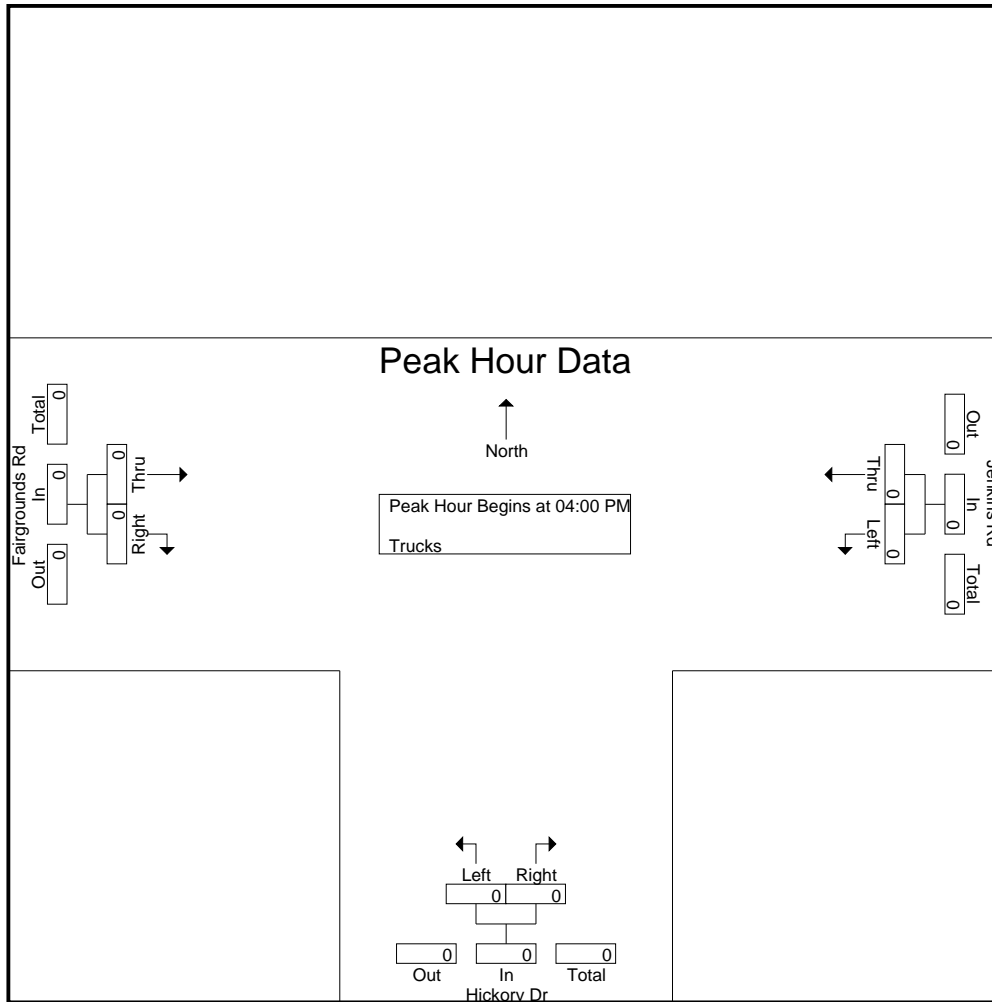 Peak Hour Data
North
Peak Hour Begins at 04:00 PM
Trucks
Fairgrounds Rd
Total
0
In
0
Out
0
Thru
0
Right
0
Jenkins Rd
Out
0
In
0
Total
0
Thru
0
Left
0
Left Right
0 0
0 0 0
Out In Total
Hickory Dr